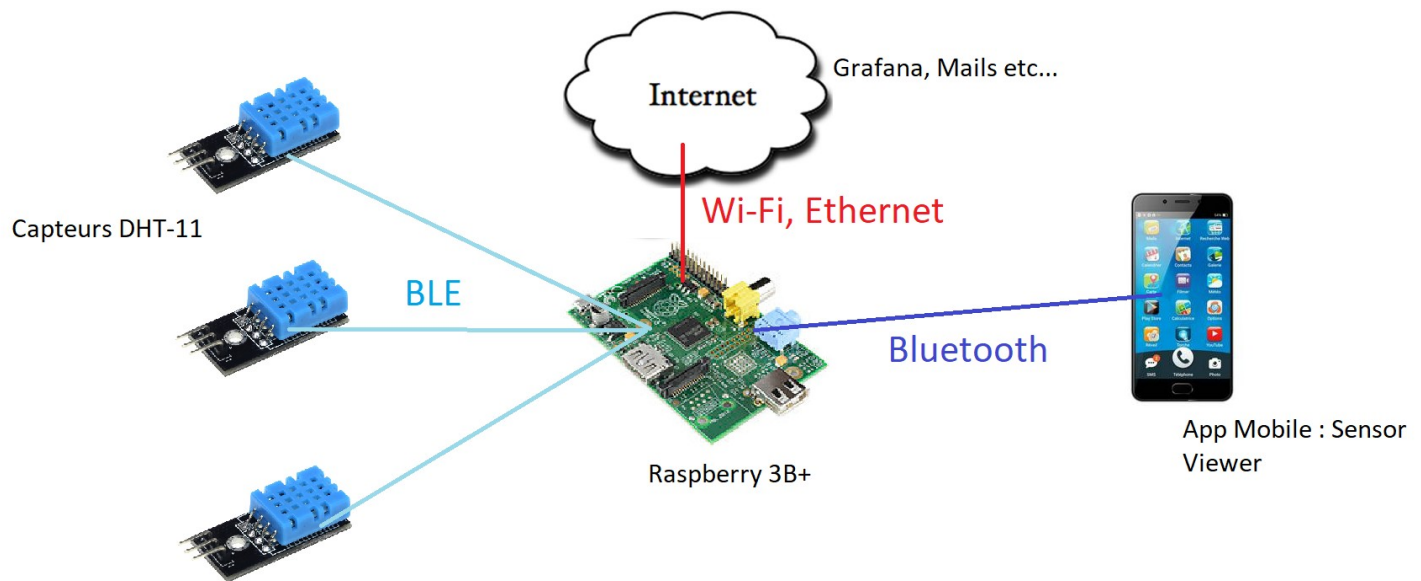 Internet
Grafana, Mails etc...
Wi-Fi, Ethernet
Capteurs DHT-11
BLE
Bluetooth
Raspberry 3B+
App Mobile : Sensor
Viewer